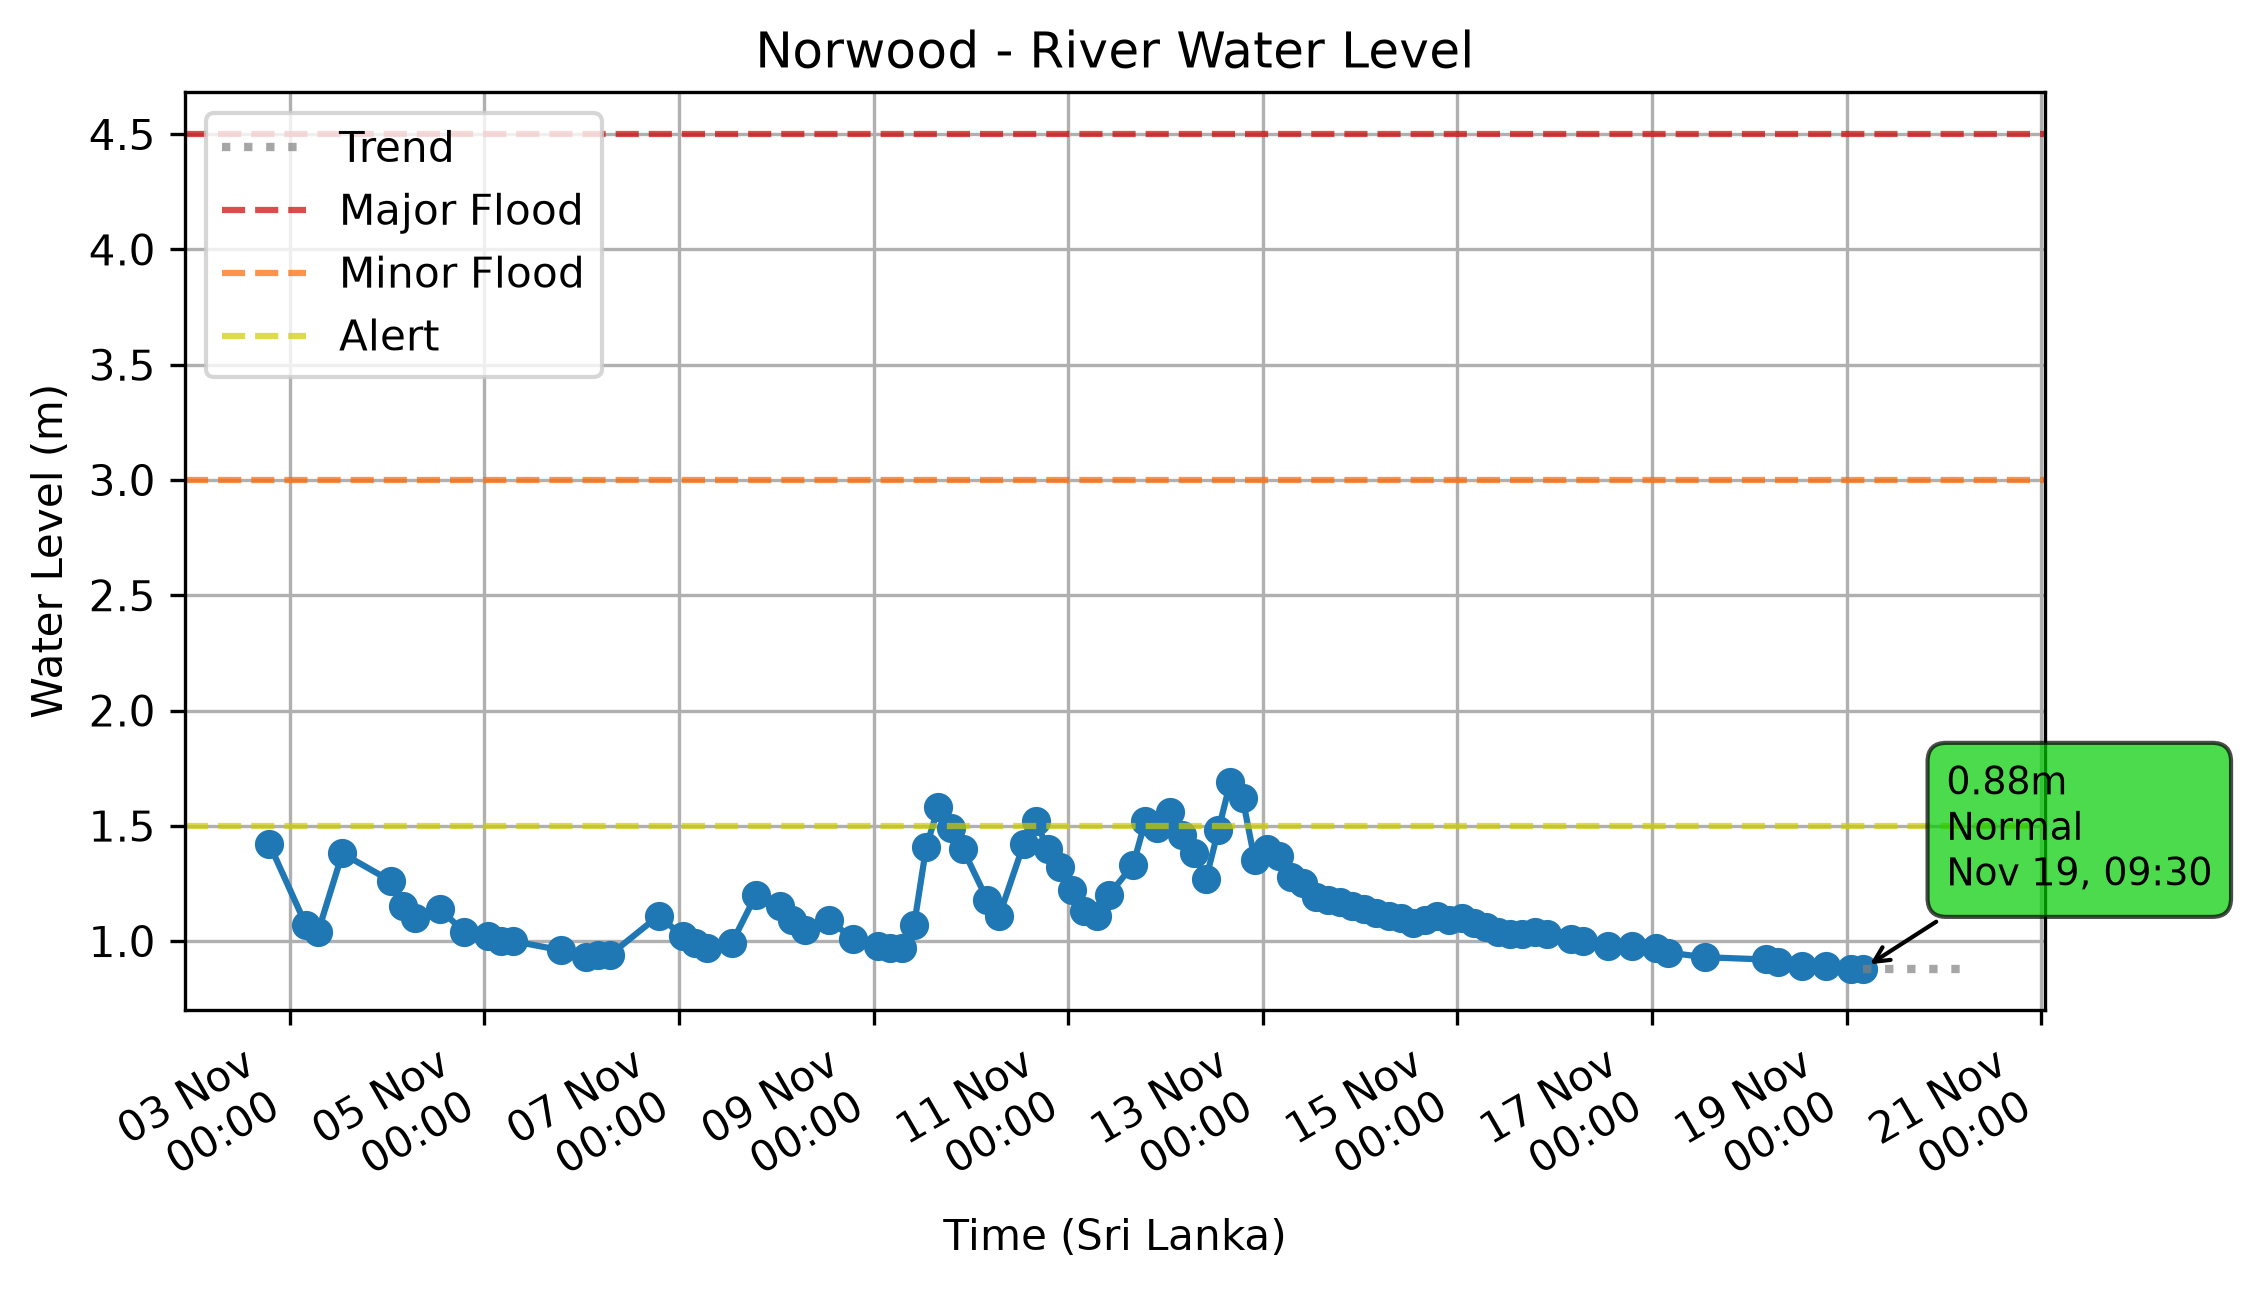 Norwood - River Water Level
Trend
Major Flood
Minor Flood
Alert
Water Level (m)
4.5
4.0
3.5
3.0
2.5
2.0
1.5
1.0
0.88m
Normal
Nov 19, 09:30
03 Nov
00:00
05 Nov
00:00
07 Nov
00:00
09 Nov
00:00
11 Nov
00:00
13 Nov
00:00
15 Nov
00:00
17 Nov
00:00
19 Nov
00:00
21 Nov
00:00
Time (Sri Lanka)